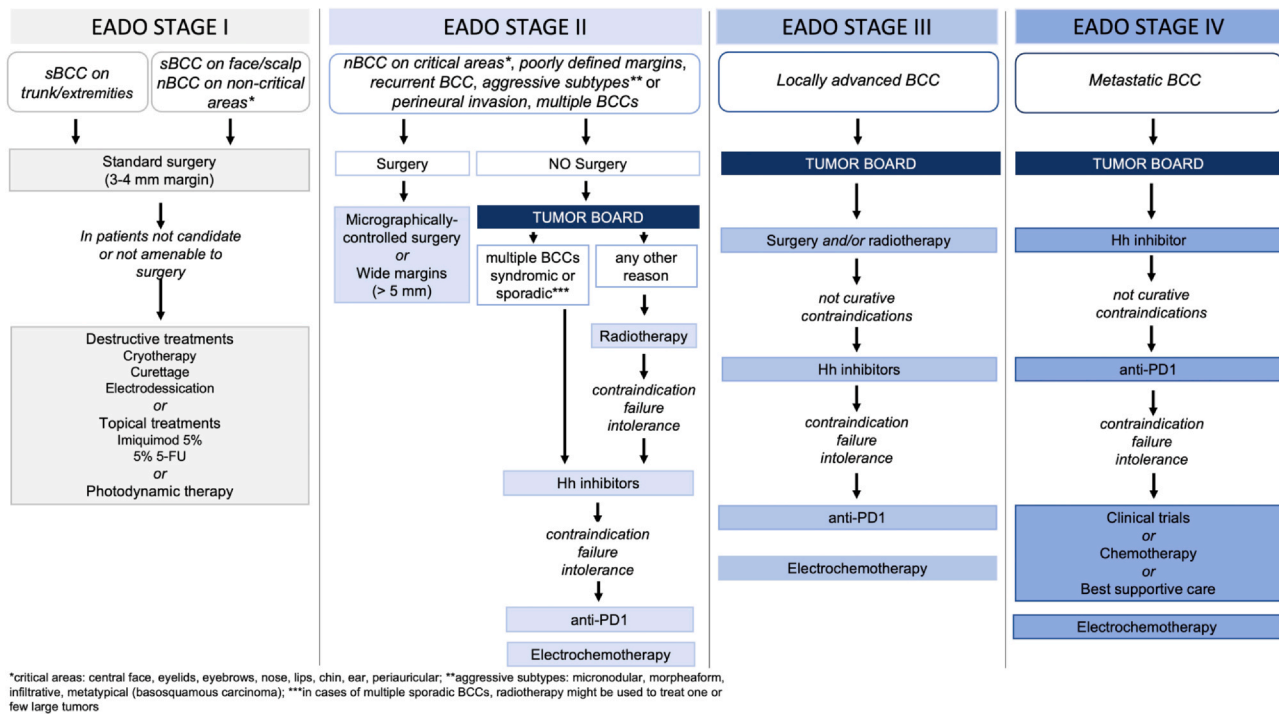 EADO STAGE I
sBCC on
trunk/extremities
sBCC on face/scalp
nBCC on non-critical
areas*
Standard surgery
(3-4 mm margin)
In patients not candidate
or not amenable to
surgery
Destructive treatments
Cryotherapy
Curettage
Electrodessication
or
Topical treatments
Imiquimod 5%
5% 5-FU
or
Photodynamic therapy
EADO STAGE II
nBCC on critical areas*, poorly defined margins,
recurrent BCC, aggressive subtypes** or
perineural invasion, multiple BCCs
Surgery
Micrographically-
controlled surgery
or
Wide margins
(> 5 mm)
NO Surgery
TUMOR BOARD
multiple BCCs
syndromic or
sporadic***
any other
reason
Radiotherapy
contraindication
failure
intolerance
Hh inhibitors
contraindication
failure
intolerance
anti-PD1
Electrochemotherapy
EADO STAGE III
Locally advanced BCC
TUMOR BOARD
Surgery and/or radiotherapy
not curative
contraindications
Hh inhibitors
contraindication
failure
intolerance
anti-PD1
Electrochemotherapy
EADO STAGE IV
Metastatic BCC
TUMOR BOARD
Hh inhibitor
not curative
contraindications
anti-PD1
contraindication
failure
intolerance
Clinical trials
or
Chemotherapy
or
Best supportive care
Electrochemotherapy
*critical areas: central face, eyelids, eyebrows, nose, lips, chin, ear, periauricular; **aggressive subtypes: micronodular, morpheaform,
infiltrative, metatypical (basosquamous carcinoma); ***in cases of multiple sporadic BCCs, radiotherapy might be used to treat one or
few large tumors